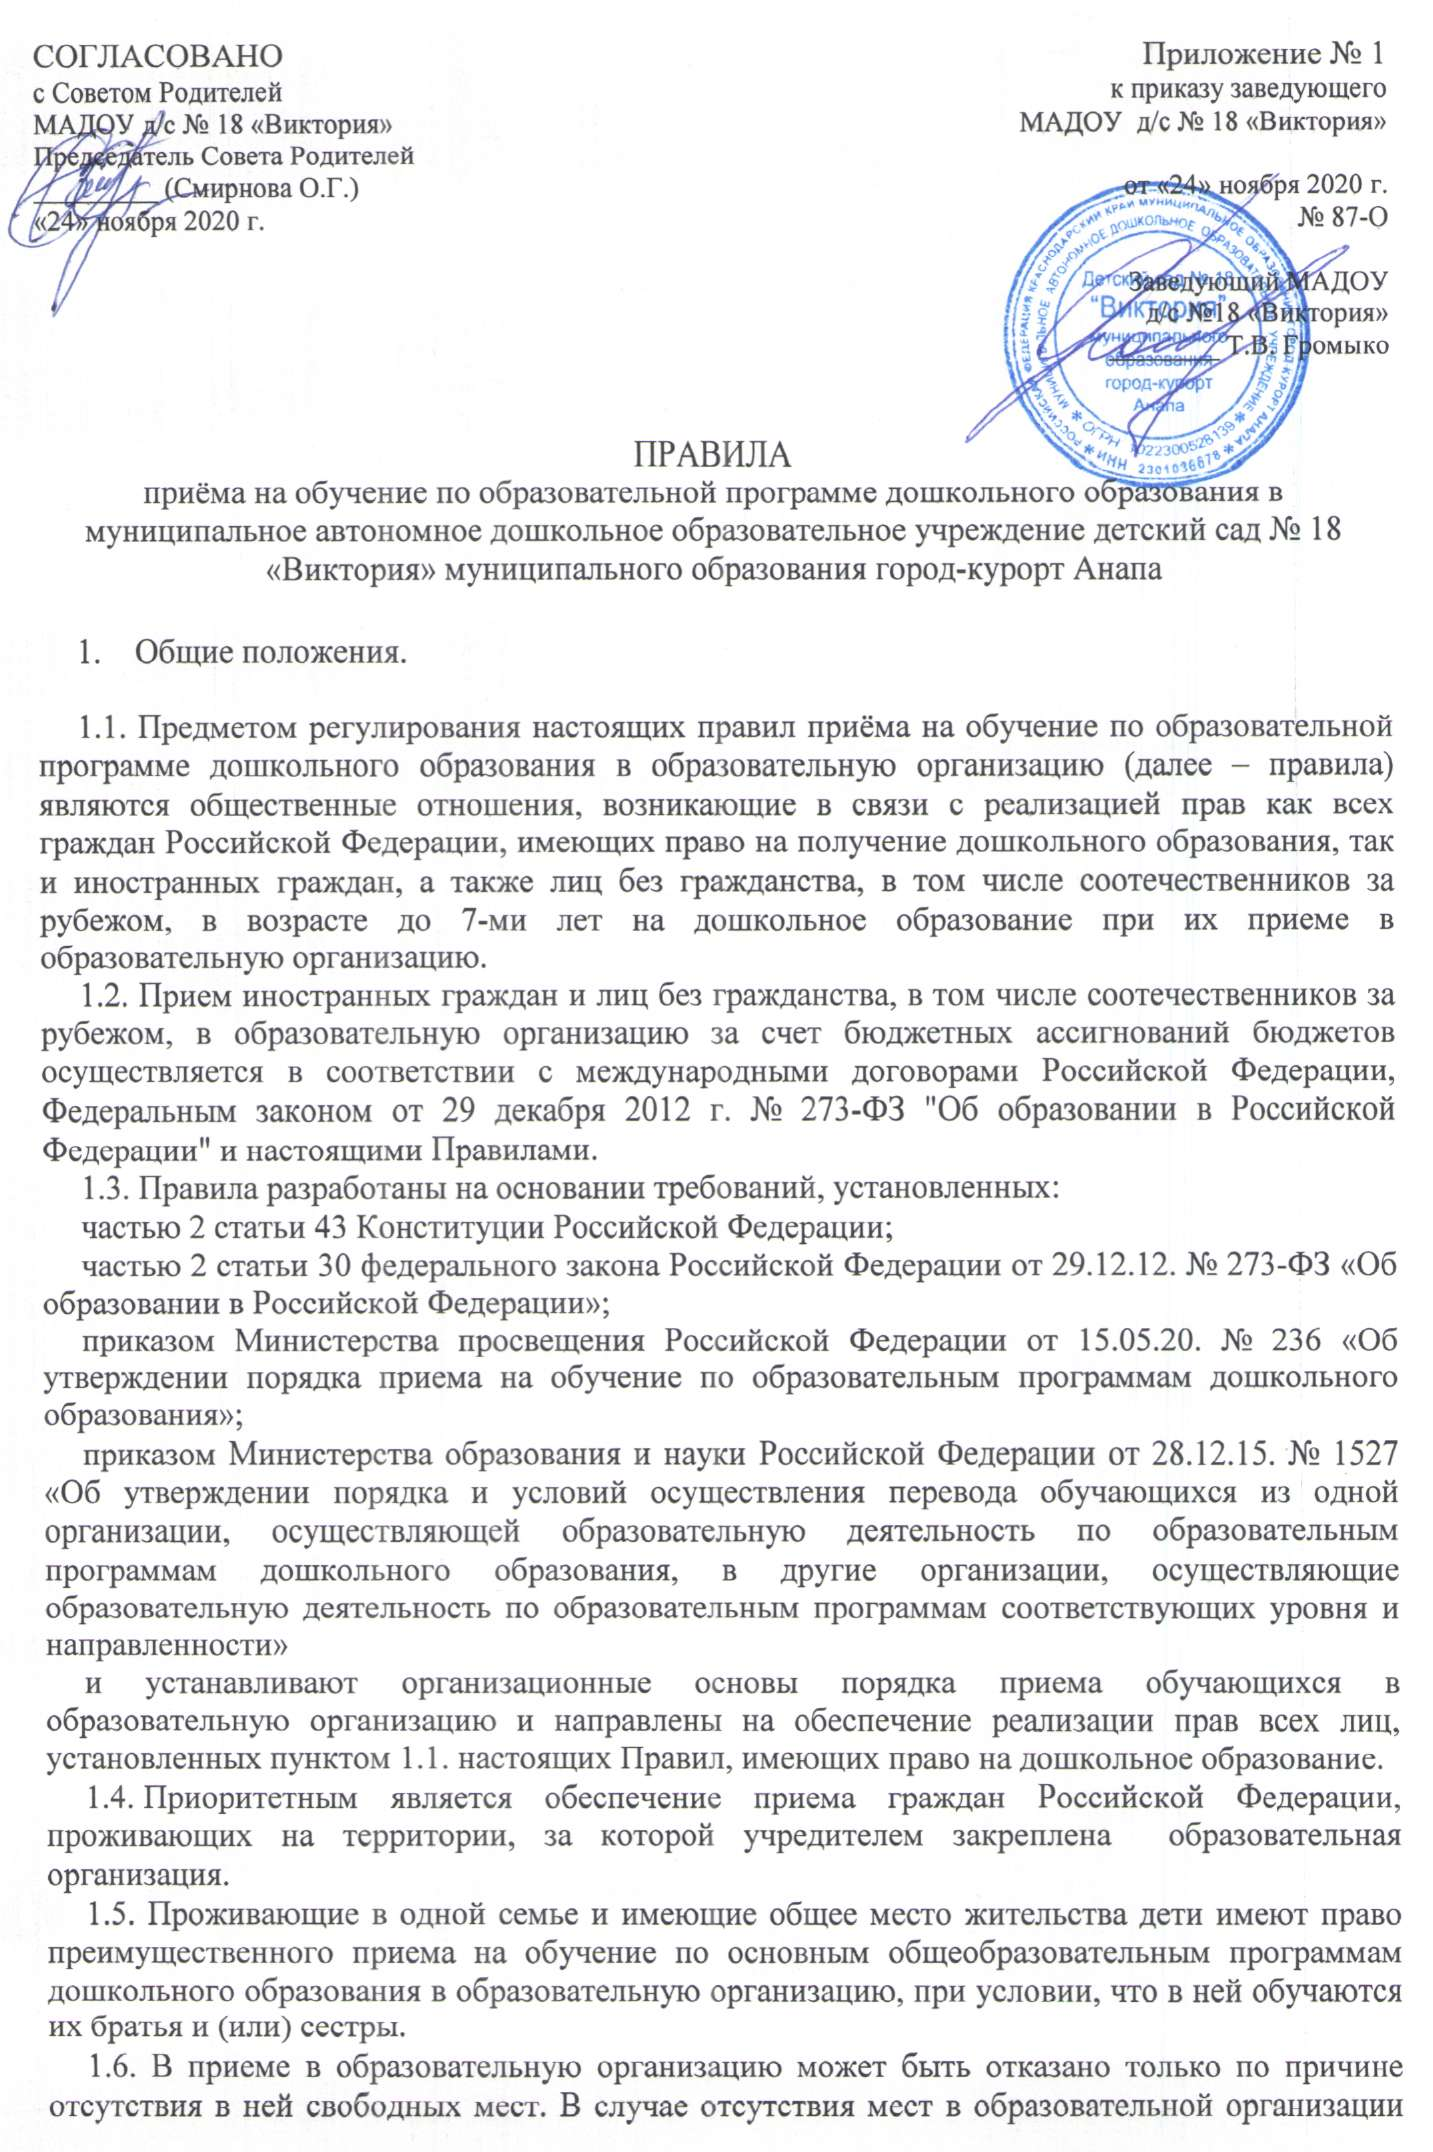 СОГЛАСОВАНО
с Советом Родителей
МАДОУ д/с № 18 «Виктория»
Председатель Совета Родителей
_________ (Смирнова О.Г.)
«24» ноября 2020 г.
Приложение № 1
к приказу заведующего
МАДОУ д/с № 18 «Виктория»
от «24» ноября 2020 г.
№ 87-О
Заведующий МАДОУ
д/с №18 «Виктория»
________ Т.В. Громыко
Детский сад № 18
“Виктория”
муниципального
образования
город-курорт
Анапа
ОГРН 1022300528139
ИНН 2301036678
ПРАВИЛА
приёма на обучение по образовательной программе дошкольного образования в
муниципальное автономное дошкольное образовательное учреждение детский сад № 18
«Виктория» муниципального образования город-курорт Анапа
1. Общие положения.
1.1. Предметом регулирования настоящих правил приёма на обучение по образовательной
программе дошкольного образования в образовательную организацию (далее – правила)
являются общественные отношения, возникающие в связи с реализацией прав как всех
граждан Российской Федерации, имеющих право на получение дошкольного образования, так
и иностранных граждан, а также лиц без гражданства, в том числе соотечественников за
рубежом, в возрасте до 7-ми лет на дошкольное образование при их приеме в
образовательную организацию.
1.2. Прием иностранных граждан и лиц без гражданства, в том числе соотечественников за
рубежом, в образовательную организацию за счет бюджетных ассигнований бюджетов
осуществляется в соответствии с международными договорами Российской Федерации,
Федеральным законом от 29 декабря 2012 г. № 273-ФЗ "Об образовании в Российской
Федерации" и настоящими Правилами.
1.3. Правила разработаны на основании требований, установленных:
частью 2 статьи 43 Конституции Российской Федерации;
частью 2 статьи 30 федерального закона Российской Федерации от 29.12.12. № 273-ФЗ «Об
образовании в Российской Федерации»;
приказом Министерства просвещения Российской Федерации от 15.05.20. № 236 «Об
утверждении порядка приема на обучение по образовательным программам дошкольного
образования»;
приказом Министерства образования и науки Российской Федерации от 28.12.15. № 1527
«Об утверждении порядка и условий осуществления перевода обучающихся из одной
организации, осуществляющей образовательную деятельность по образовательным
программам дошкольного образования, в другие организации, осуществляющие
образовательную деятельность по образовательным программам соответствующих уровня и
направленности»
и устанавливают организационные основы порядка приема обучающихся в
образовательную организацию и направлены на обеспечение реализации прав всех лиц,
установленных пунктом 1.1. настоящих Правил, имеющих право на дошкольное образование.
1.4. Приоритетным является обеспечение приема граждан Российской Федерации,
проживающих на территории, за которой учредителем закреплена образовательная
организация.
1.5. Проживающие в одной семье и имеющие общее место жительства дети имеют право
преимущественного приема на обучение по основным общеобразовательным программам
дошкольного образования в образовательную организацию, при условии, что в ней обучаются
их братья и (или) сестры.
1.6. В приеме в образовательную организацию может быть отказано только по причине
отсутствия в ней свободных мест. В случае отсутствия мест в образовательной организации